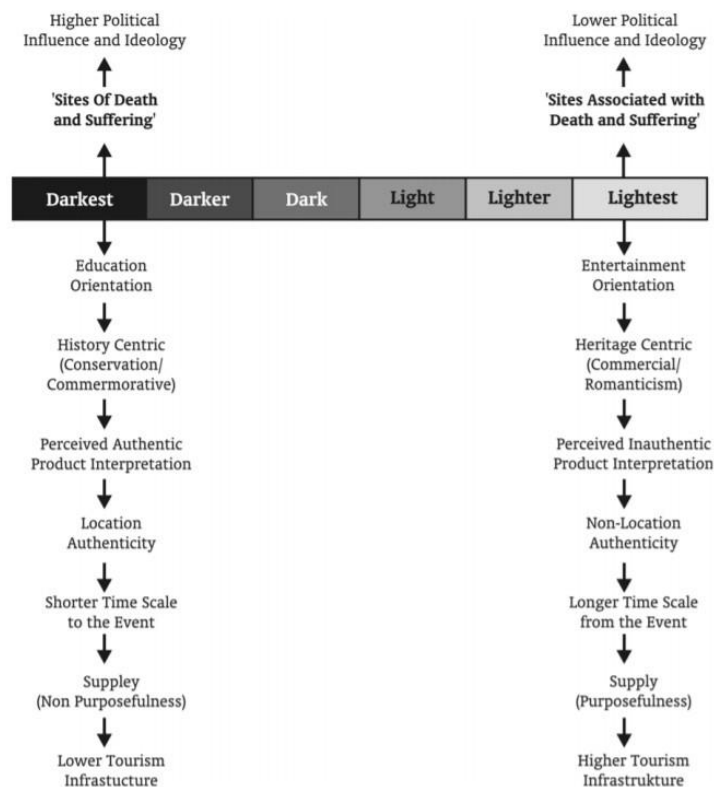 Higher Political
Influence and Ideology
'Sites Of Death
and Suffering'
Lower Political
Influence and Ideology
'Sites Associated with
Death and Suffering'
Darkest
Darker
Dark
Light
Lighter
Lightest
Education
Orientation
History Centric
(Conservation/
Commermorative)
Perceived Authentic
Product Interpretation
Location
Authenticity
Shorter Time Scale
to the Event
Suppley
(Non Purposefulness)
Lower Tourism
Infrastucture
Entertainment
Orientation
Heritage Centric
(Commercial/
Romanticism)
Perceived Inauthentic
Product Interpretation
Non-Location
Authenticity
Longer Time Scale
from the Event
Supply
(Purposefulness)
Higher Tourism
Infrastrukture